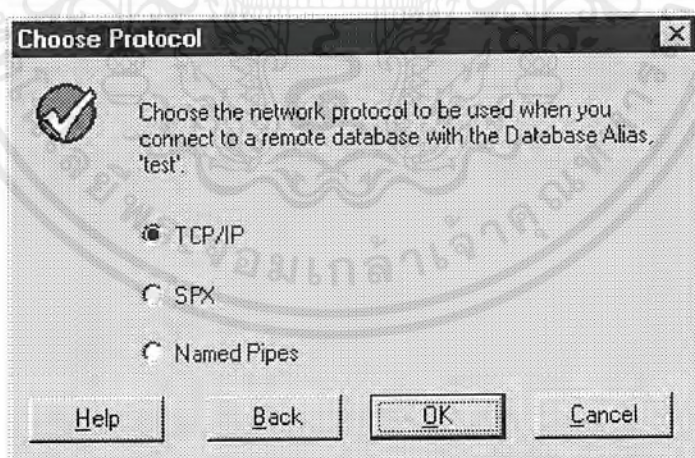 Choose Protocol
Choose the network protocol to be used when you
connect to a remote database with the Database Alias,
'test'.
TCP/IP
SPX
Named Pipes
Help
Back
OK
Cancel